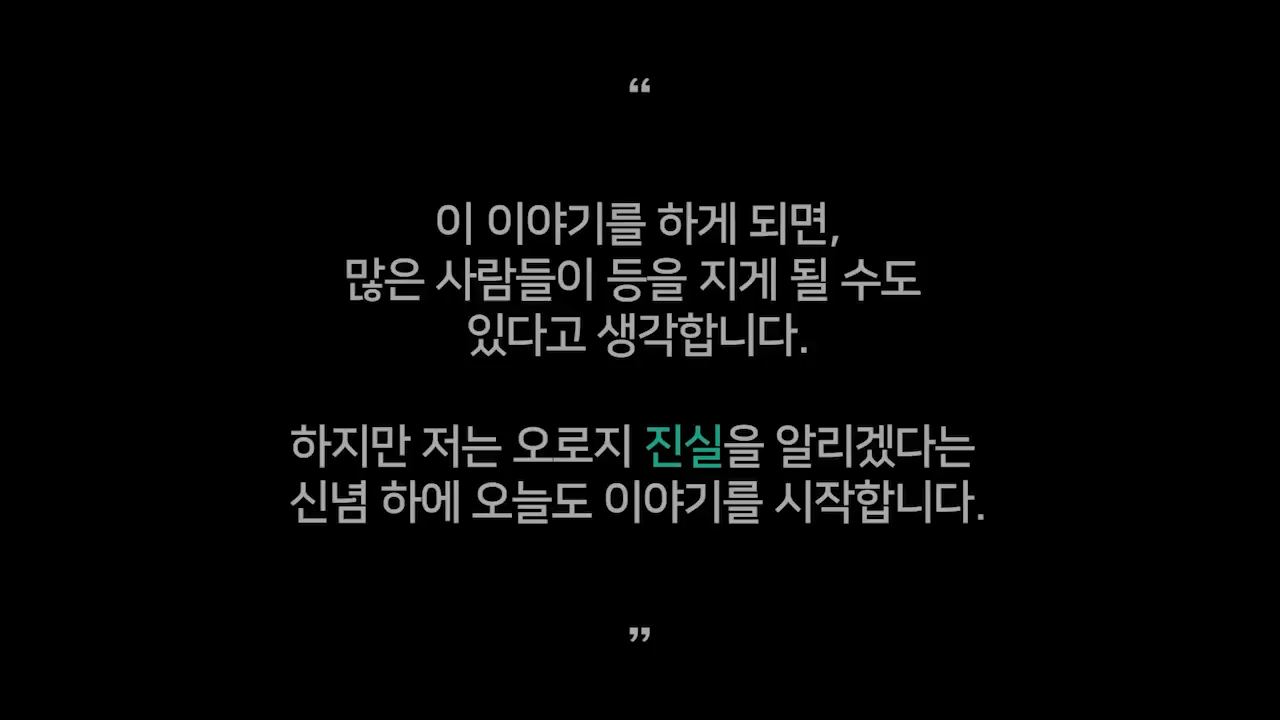 “
이 이야기를 하게 되면,
많은 사람들이 등을 지게 될 수도
있다고 생각합니다.
하지만 저는 오로지 진실을 알리겠다는
신념 하에 오늘도 이야기를 시작합니다.
”